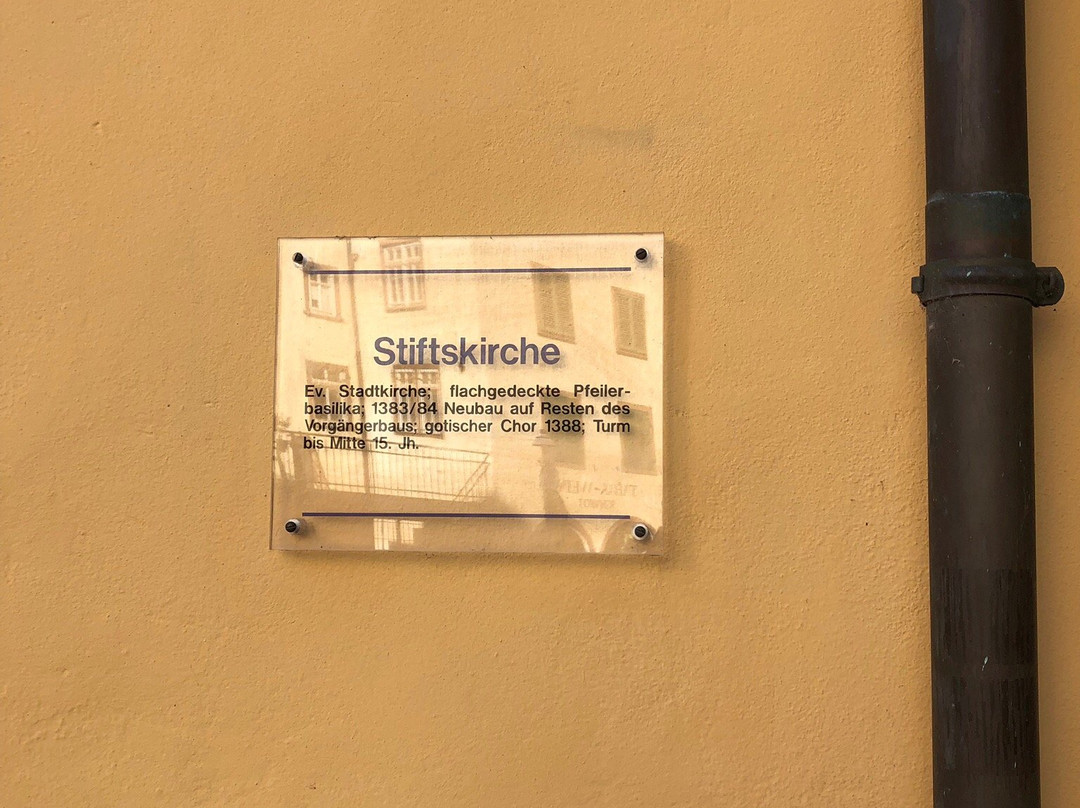 Stiftskirche
Ev. Stadtkirche; flachgedeckte Pfeiler-
basilika; 1383/84 Neubau auf Resten des
Vorgängerbaus; gotischer Chor 1388; Turm
bis Mitte 15. Jh.